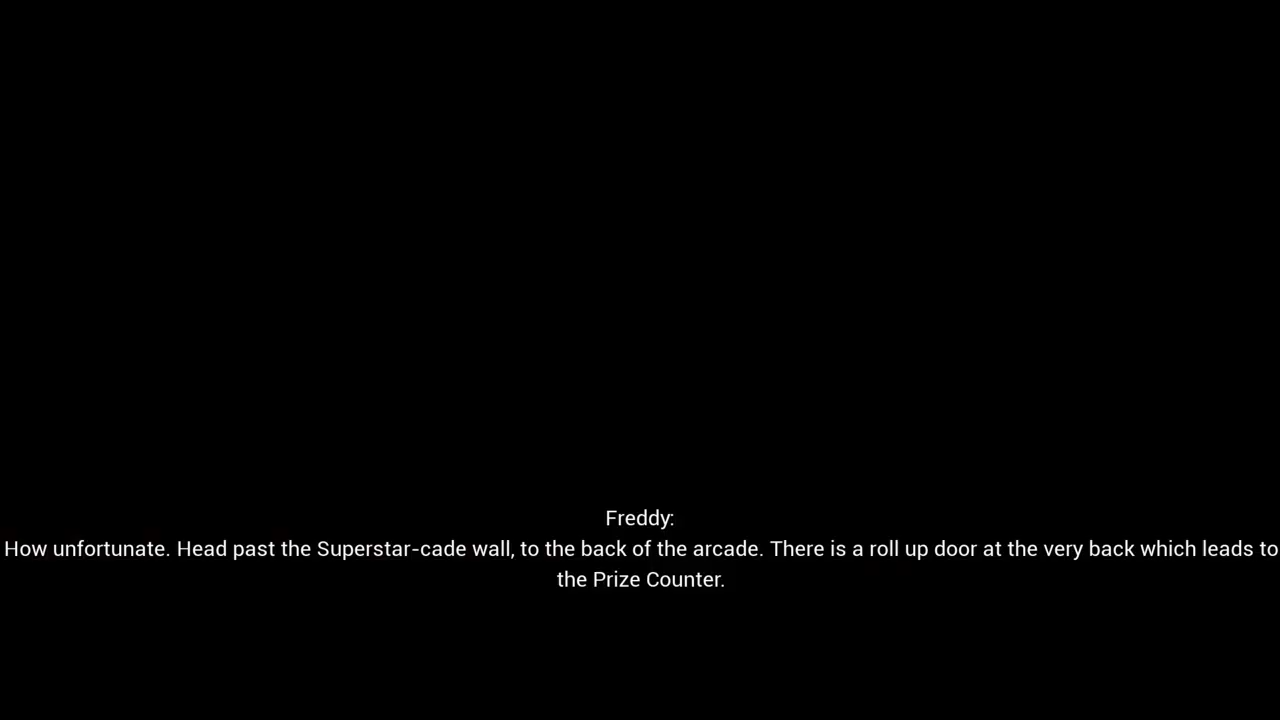 Freddy:
How unfortunate. Head past the Superstar-cade wall, to the back of the arcade. There is a roll up door at the very back which leads to
the Prize Counter.